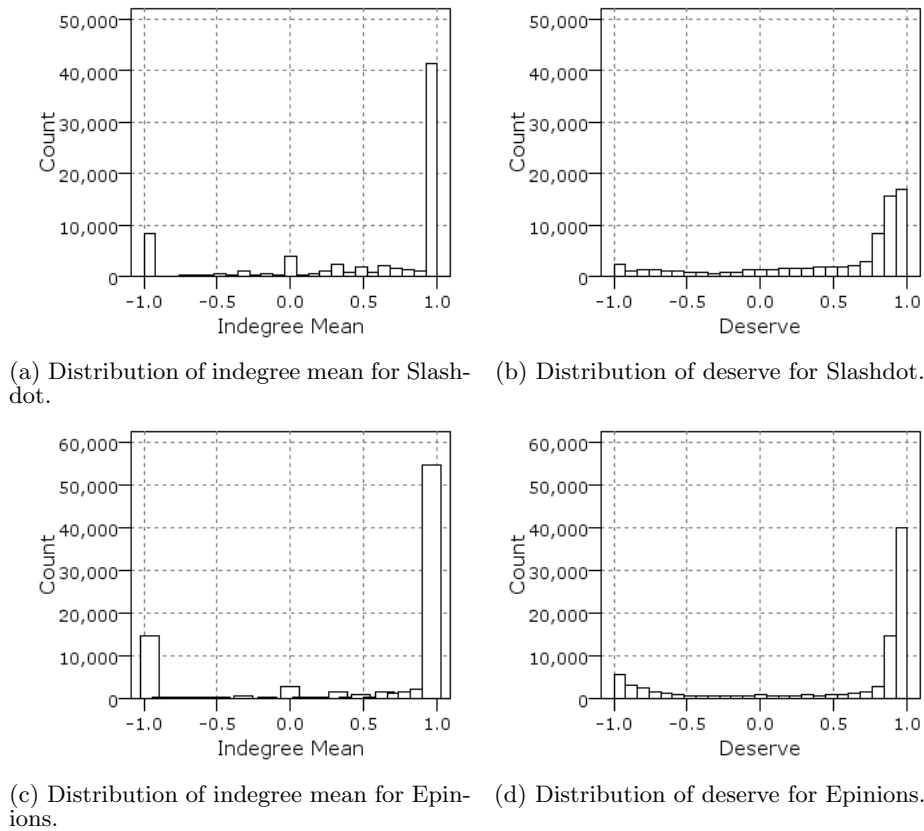 50,000
40,000
30,000
20,000
10,000
0
Count
−1.0 −0.5 0.0 0.5 1.0
Indegree Mean
(a) Distribution of indegree mean for Slash-
dot.
50,000
40,000
30,000
20,000
10,000
0
Count
−1.0 −0.5 0.0 0.5 1.0
Deserve
(b) Distribution of deserve for Slashdot.
60,000
50,000
40,000
30,000
20,000
10,000
0
Count
−1.0 −0.5 0.0 0.5 1.0
Indegree Mean
(c) Distribution of indegree mean for Epin-
ions.
60,000
50,000
40,000
30,000
20,000
10,000
0
Count
−1.0 −0.5 0.0 0.5 1.0
Deserve
(d) Distribution of deserve for Epinions.